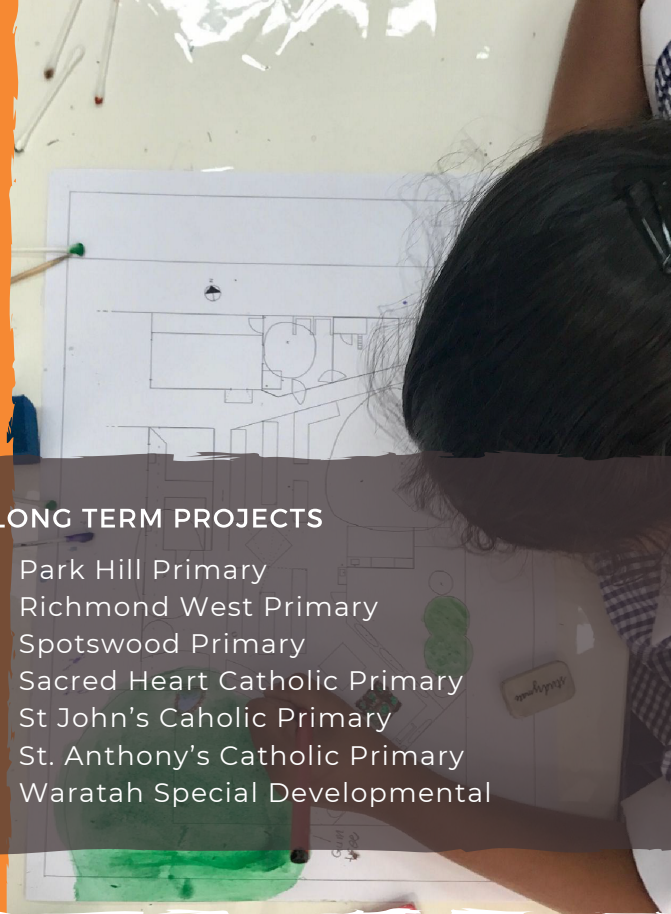 LONG TERM PROJECTS
Park Hill Primary
Richmond West Primary
Spotswood Primary
Sacred Heart Catholic Primary
St John’s Caholic Primary
St. Anthony’s Catholic Primary
Waratah Special Developmental